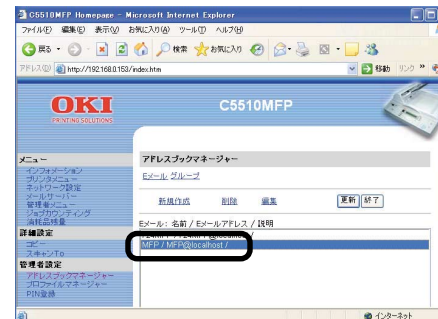 C5510MFP Homepage - Microsoft Internet Explorer
ファイル(F) 編集(E) 表示(V) お気に入り(A) ツール(T) ヘルプ(H)
戻る 検索 お気に入り
アドレス(D) http://192.168.0.153/index.htm 移動 リンク »
OKI
PRINTING SOLUTIONS
C5510MFP
メニュー
インフォメーション
プリンタメニュー
ネットワーク設定
メールサーバー
管理者メニュー
ジョブアカウンティング
消耗品残量
詳細設定
コピー
スキャンTo
管理者設定
アドレスブックマネージャー
プロファイルマネージャー
PIN登録
アドレスブックマネージャー
Eメール グループ
新規作成 削除 編集 更新 終了
Eメール: 名前 / Eメールアドレス / 説明
MFP / MFP@localhost /
インターネット